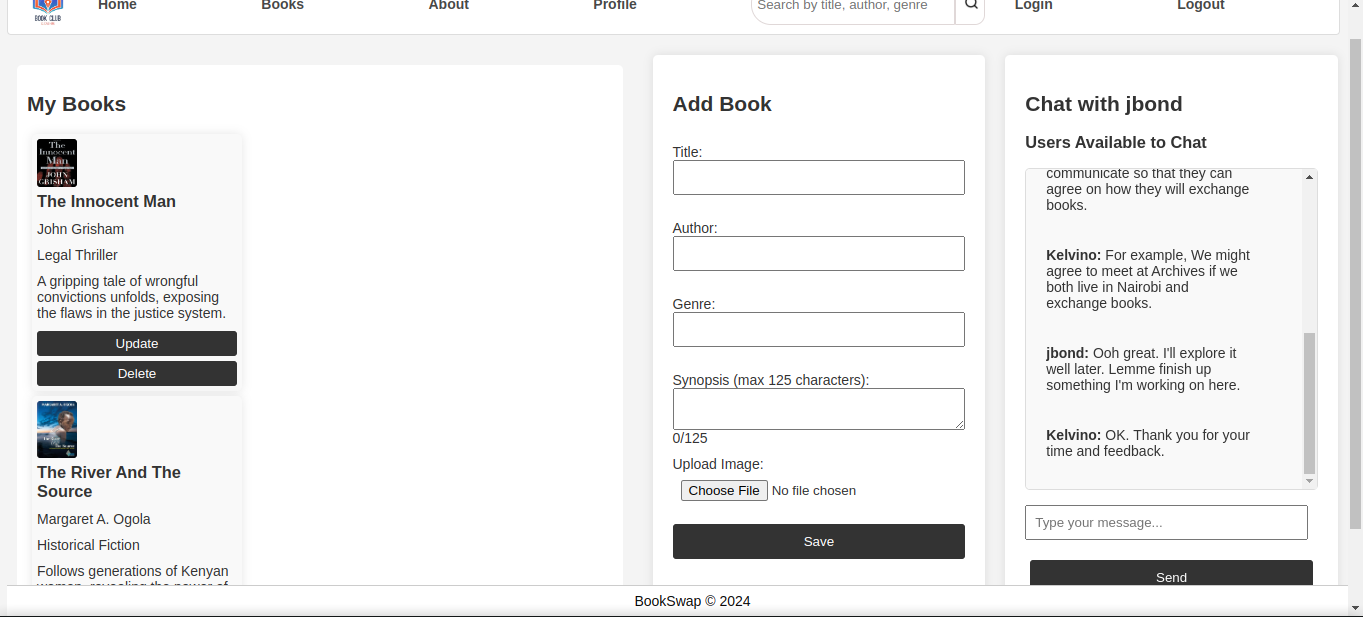 BOOK CLUB
Home
Books
About
Profile
Search by title, author, genre
Login
Logout
My Books
The
Innocent
Man
JOHN
GRISHAM
The Innocent Man
John Grisham
Legal Thriller
A gripping tale of wrongful
convictions unfolds, exposing
the flaws in the justice system.
Update
Delete
MARGARET A. OGOLA
The River And The
Source
Margaret A. Ogola
Historical Fiction
Follows generations of Kenyan
Add Book
Title:
Author:
Genre:
Synopsis (max 125 characters):
0/125
Upload Image:
Choose File No file chosen
Save
Chat with jbond
Users Available to Chat
communicate so that they can
agree on how they will exchange
books.
Kelvino: For example, We might
agree to meet at Archives if we
both live in Nairobi and
exchange books.
jbond: Ooh great. I'll explore it
well later. Lemme finish up
something I'm working on here.
Kelvino: OK. Thank you for your
time and feedback.
Type your message...
Send
BookSwap © 2024